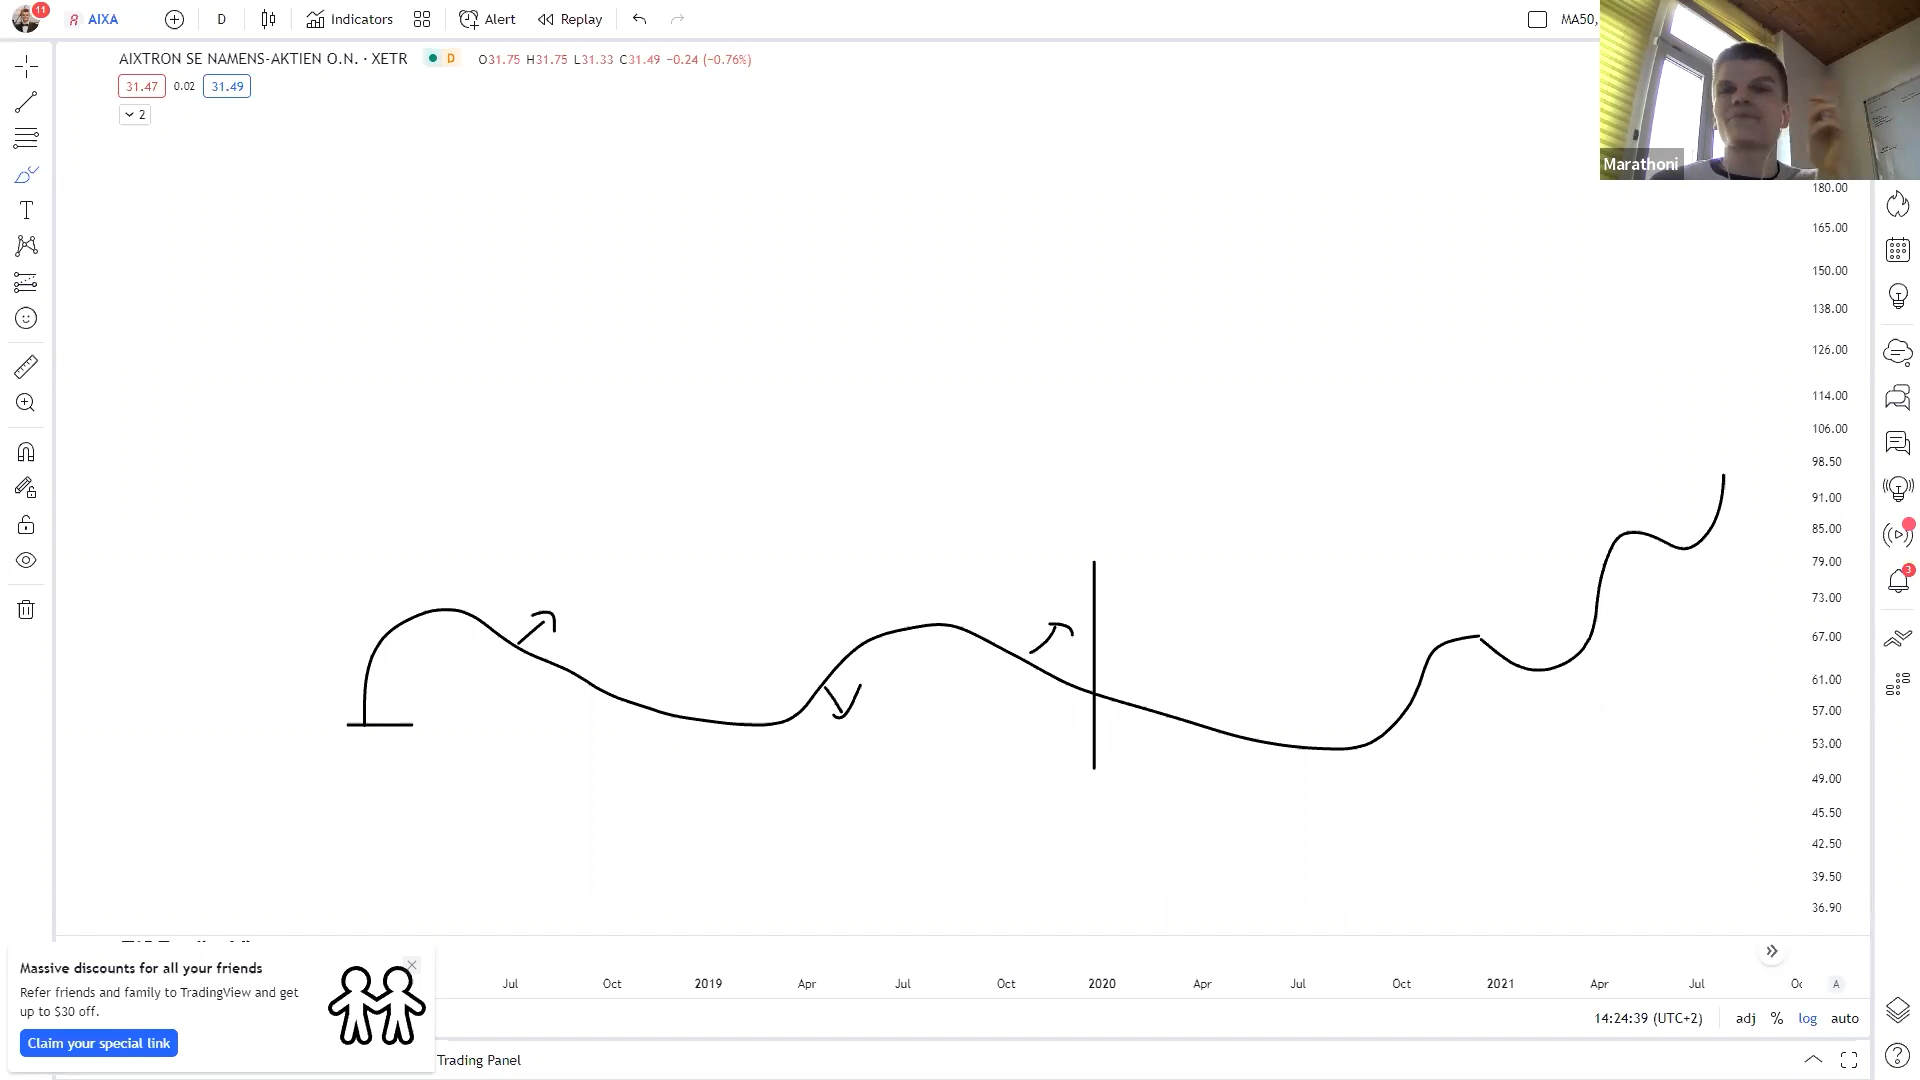 11
AIXA
D
Indicators
Alert
Replay
MA50,
AIXTRON SE NAMENS-AKTIEN O.N. · XETR
D
O31.75 H31.75 L31.33 C31.49 −0.24 (−0.76%)
31.47
0.02
31.49
2
Marathoni
180.00
165.00
150.00
138.00
126.00
114.00
106.00
98.50
91.00
85.00
79.00
73.00
67.00
61.00
57.00
53.00
49.00
45.50
42.50
39.50
36.90
3
Massive discounts for all your friends
Refer friends and family to TradingView and get
up to $30 off.
Claim your special link
Jul
Oct
2019
Apr
Jul
Oct
2020
Apr
Jul
Oct
2021
Apr
Jul
A
14:24:39 (UTC+2)
adj
%
log
auto
Trading Panel